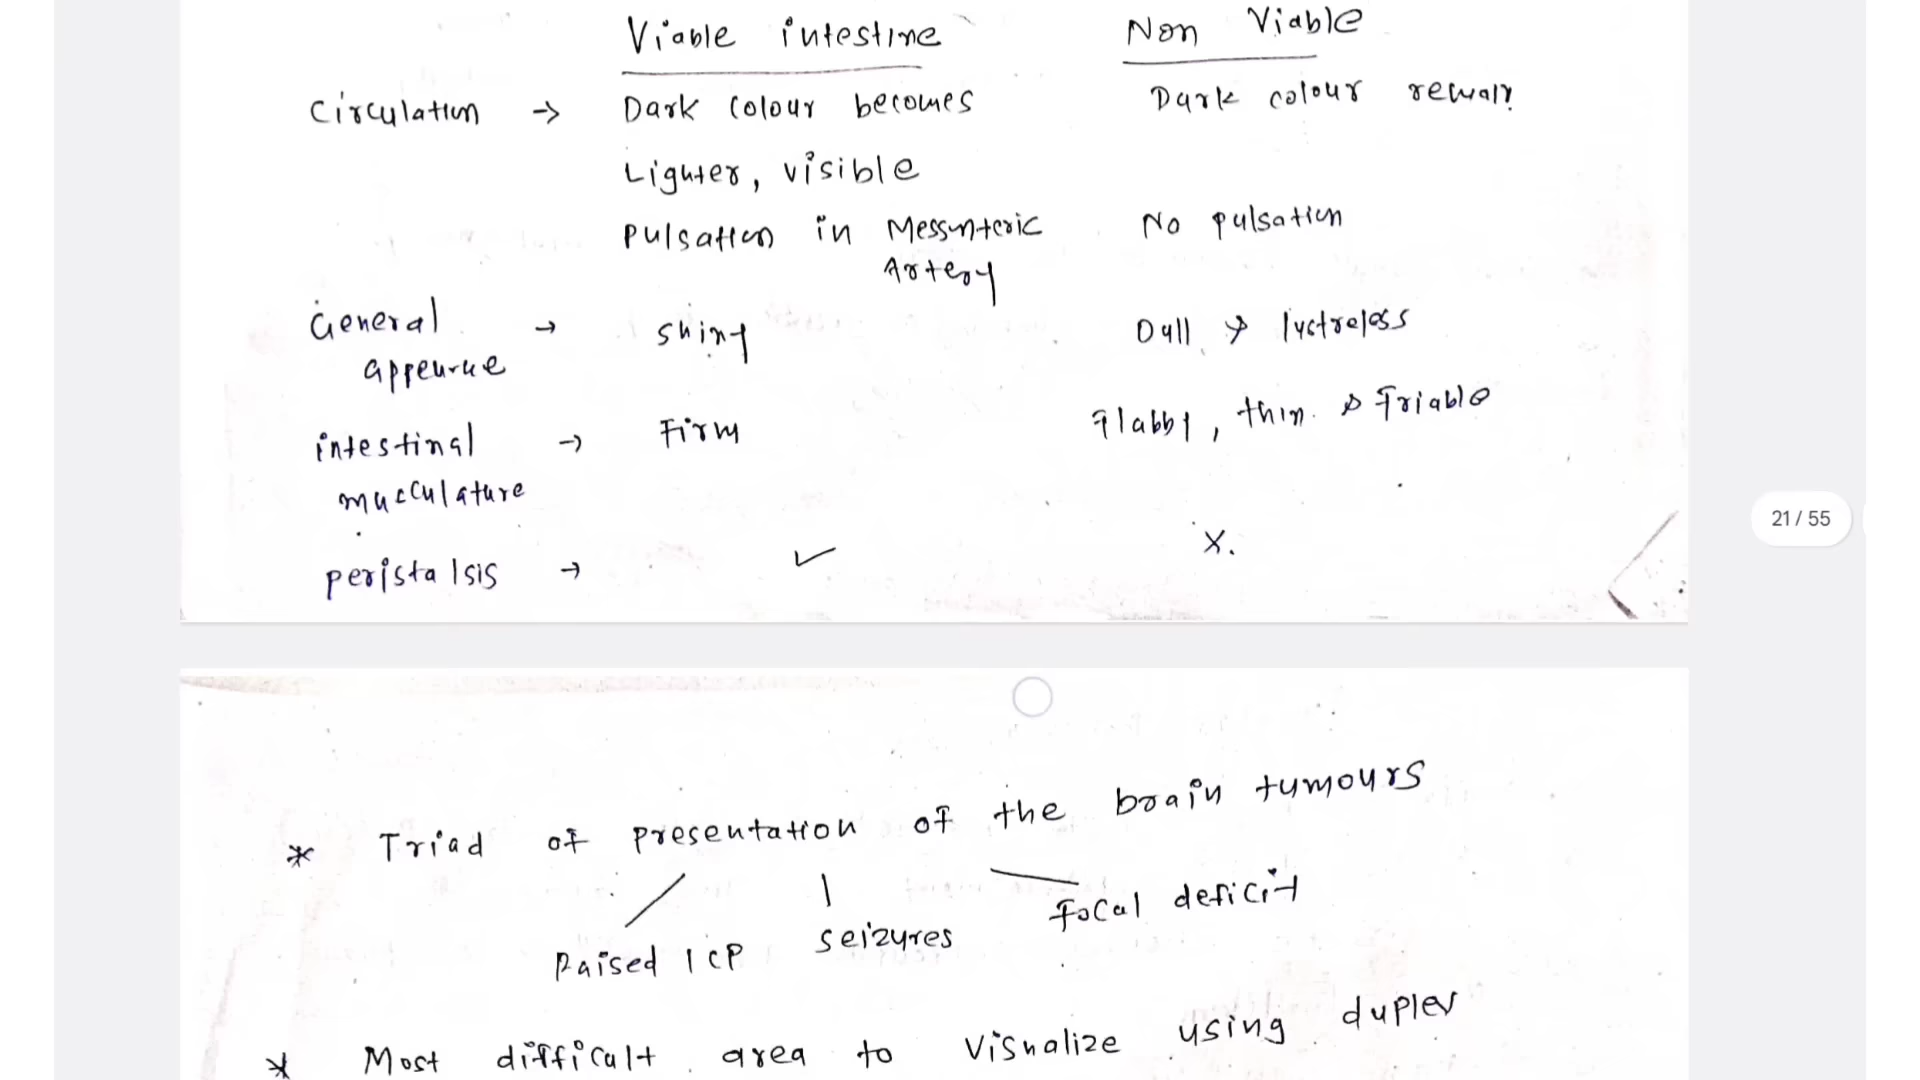 Viable intestine Non Viable
Circulation → Dark colour becomes Dark colour remain
Lighter, visible
pulsation in Messenteric No pulsation
Artery
General → shiny Dull & lustreless
appearance
intestinal → Firm Flabby, thin & Friable
musculature
peristalsis → ✓ X.
21 / 55
* Triad of presentation of the brain tumours
Raised ICP seizures focal deficit
* Most difficult area to visualize using duplex